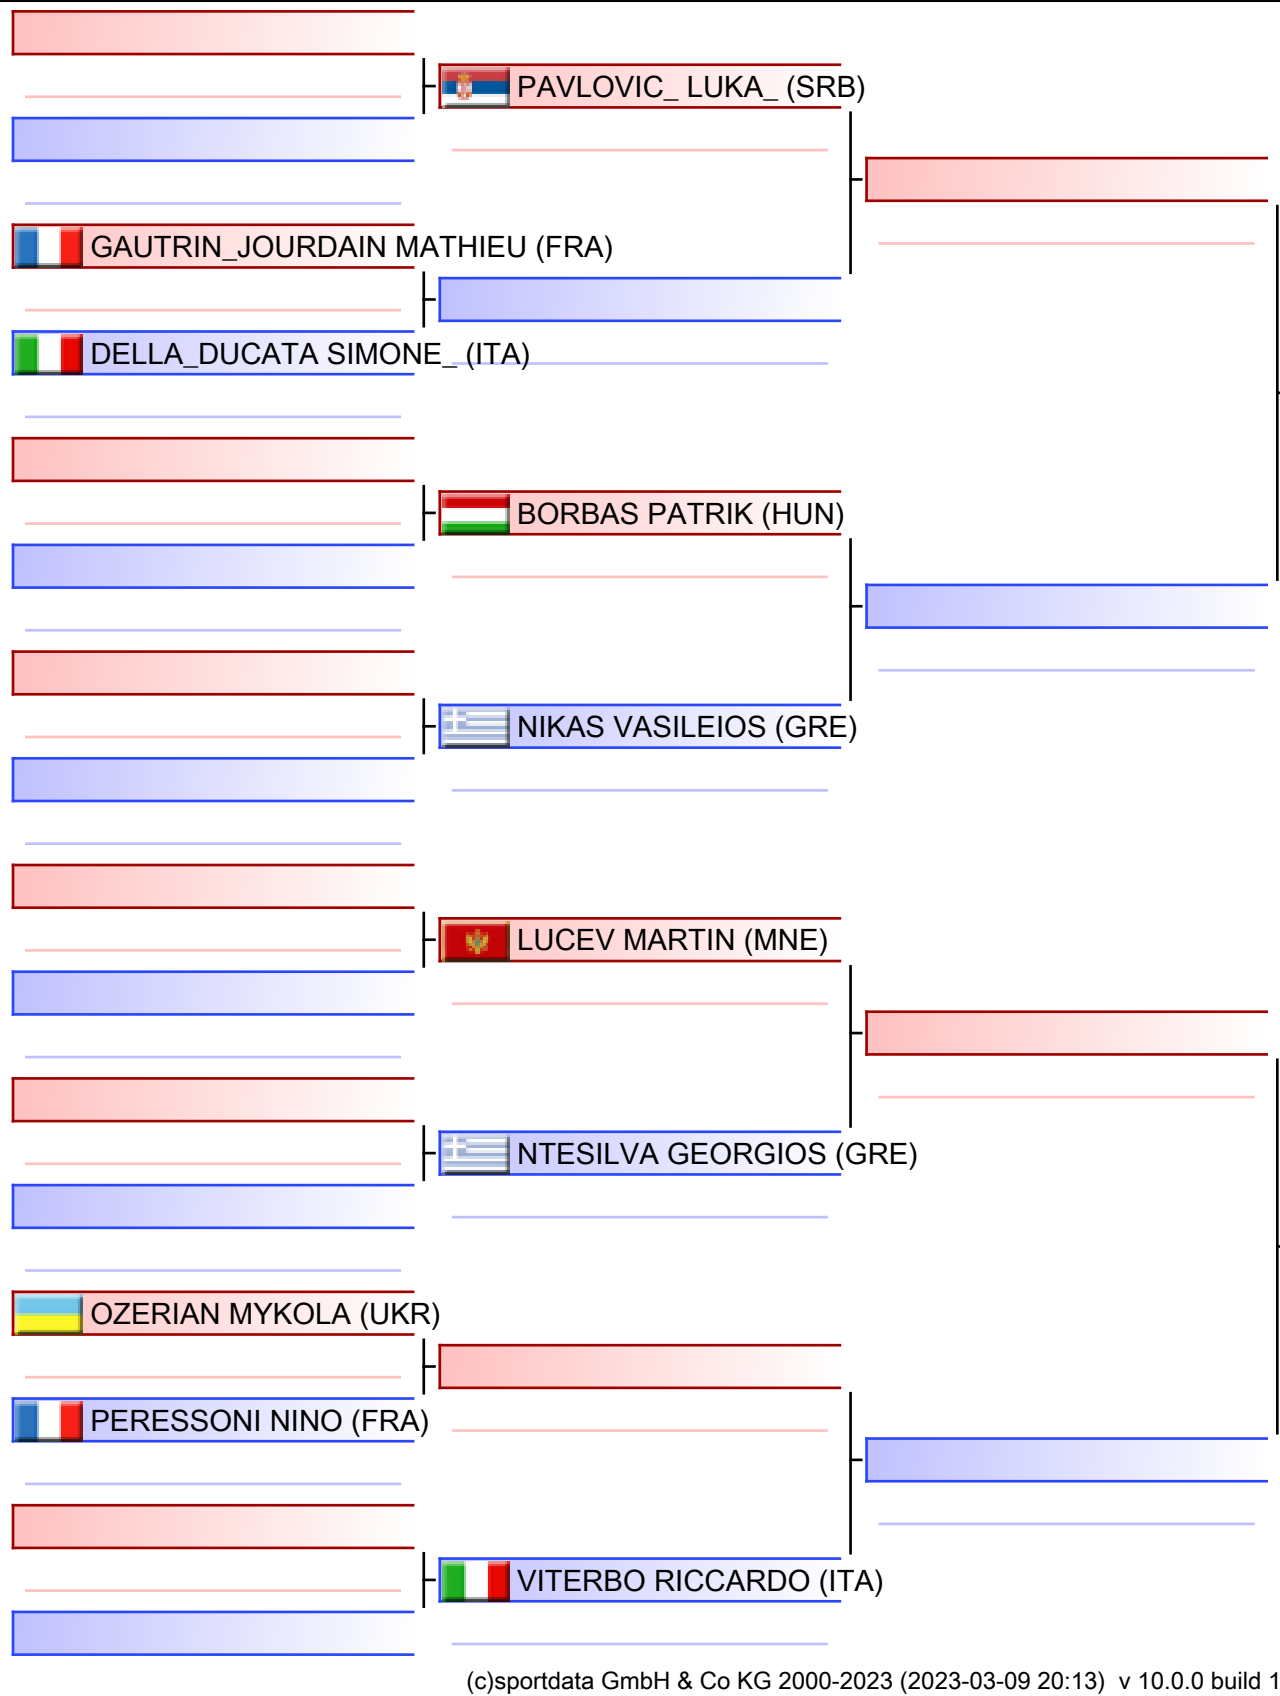 PAVLOVIC_ LUKA_ (SRB)
GAUTRIN_JOURDAIN MATHIEU (FRA)
DELLA_DUCATA SIMONE_ (ITA)
BORBAS PATRIK (HUN)
NIKAS VASILEIOS (GRE)
LUCEV MARTIN (MNE)
NTESILVA GEORGIOS (GRE)
OZERIAN MYKOLA (UKR)
PERESSONI NINO (FRA)
VITERBO RICCARDO (ITA)
(c)sportdata GmbH & Co KG 2000-2023 (2023-03-09 20:13) v 10.0.0 build 1